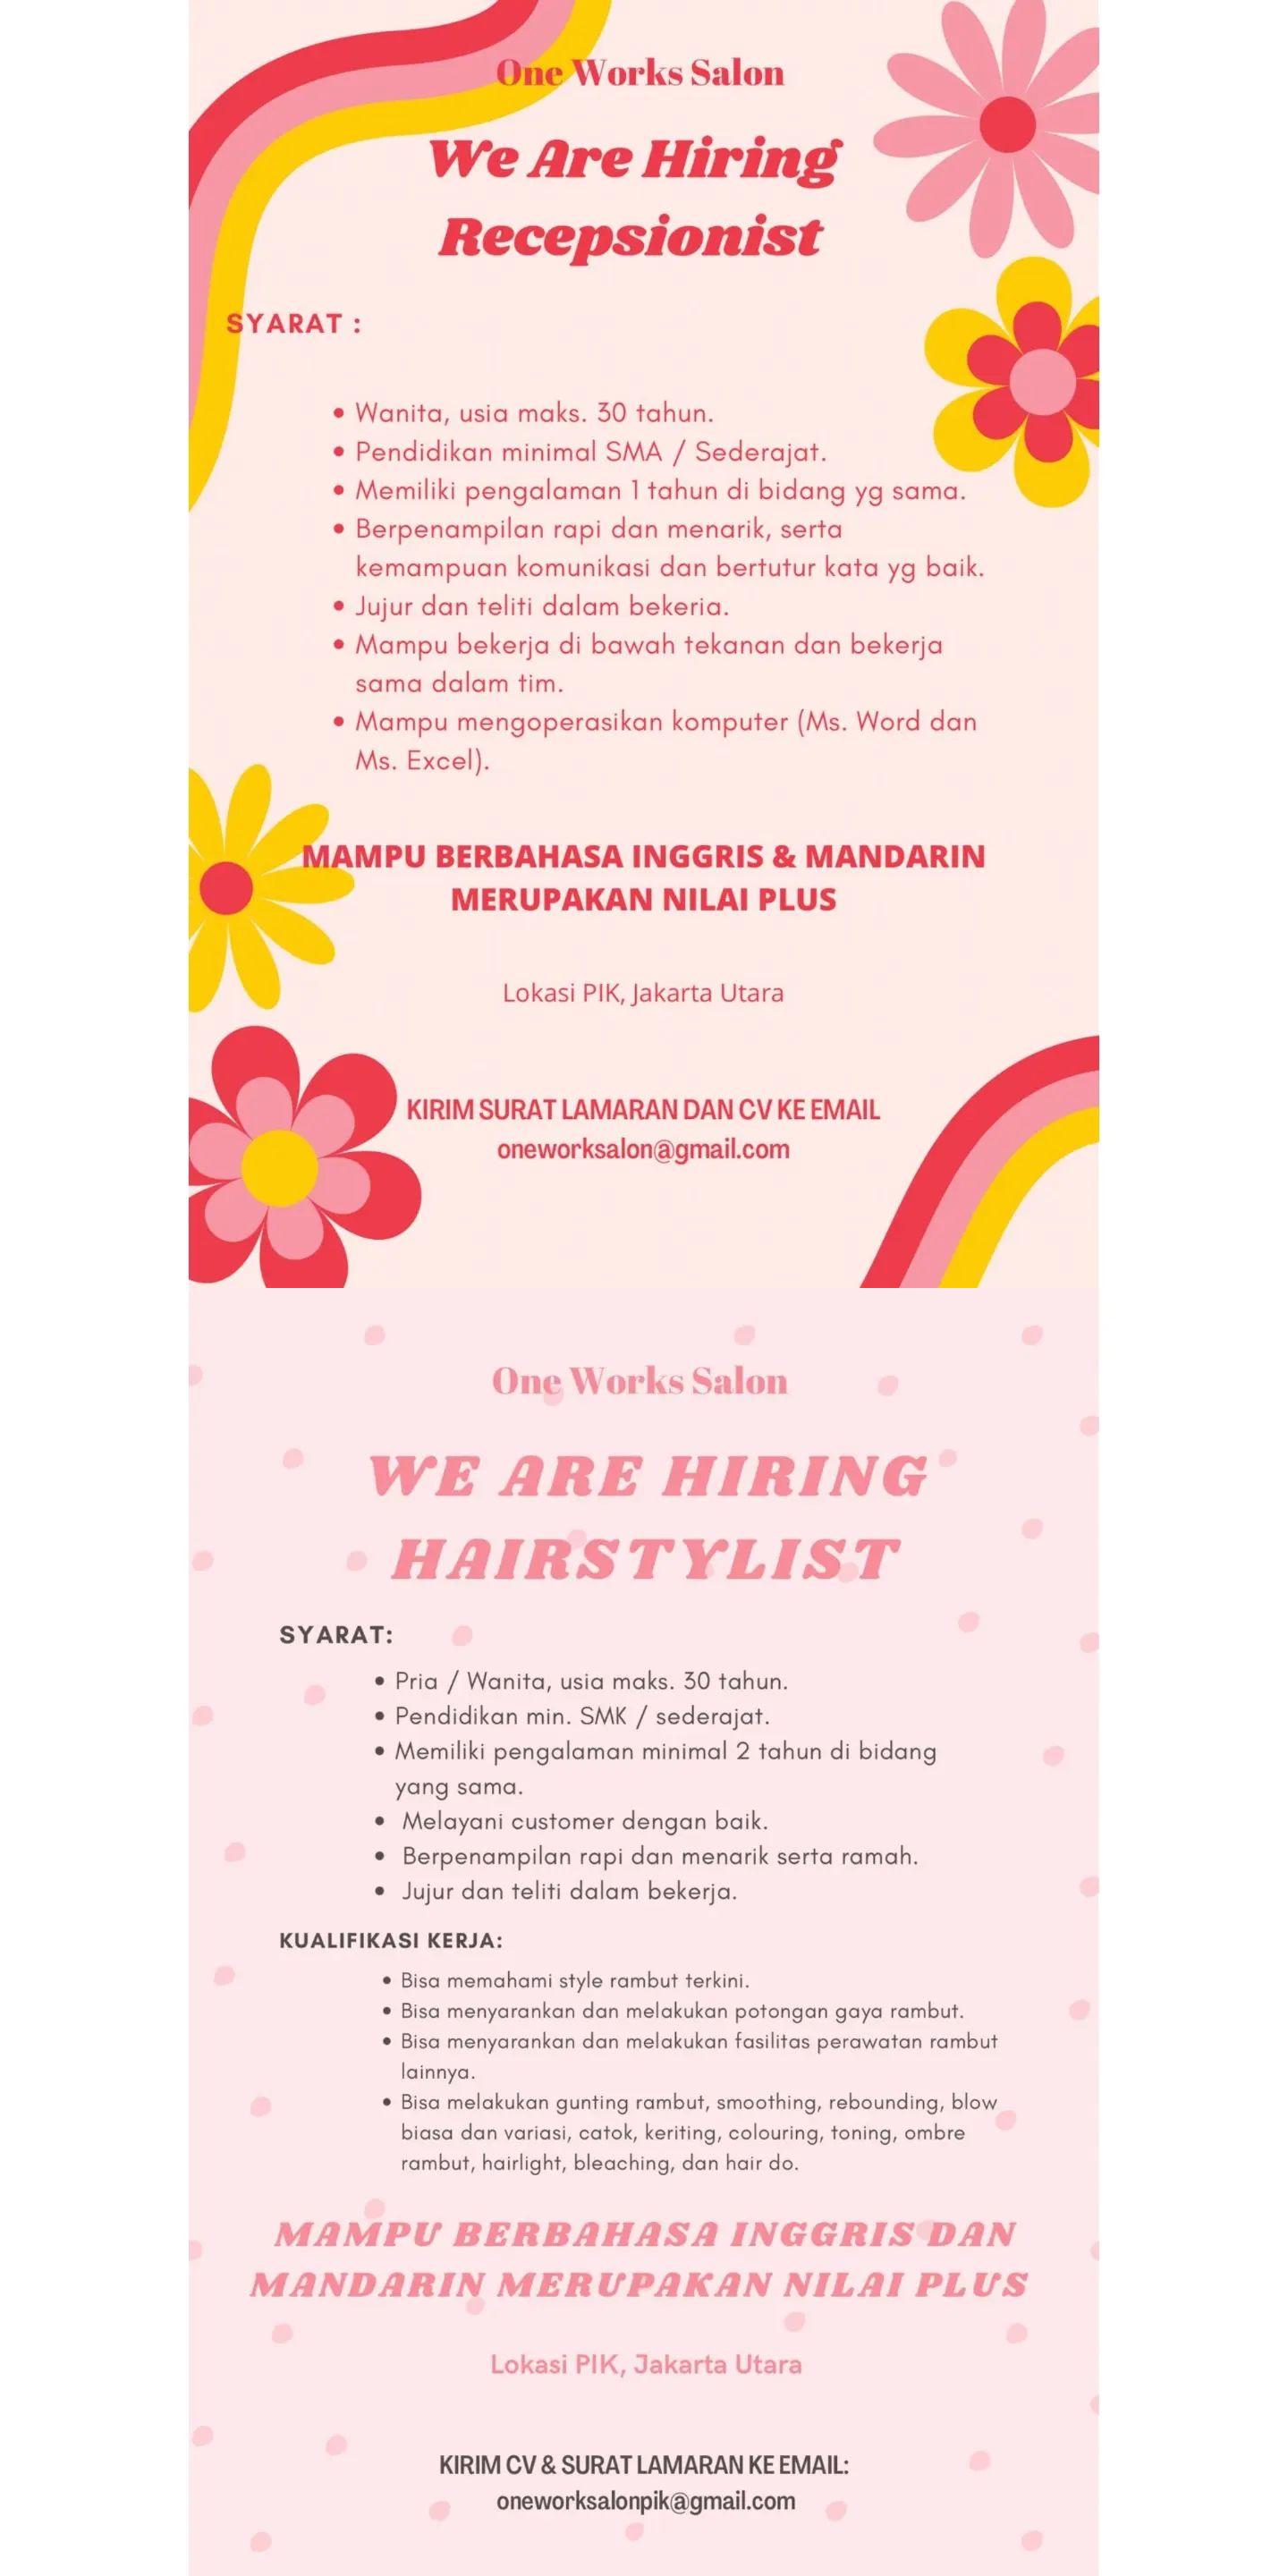 One Works Salon
We Are Hiring
Recepsionist
SYARAT :
• Wanita, usia maks. 30 tahun.
• Pendidikan minimal SMA / Sederajat.
• Memiliki pengalaman 1 tahun di bidang yg sama.
• Berpenampilan rapi dan menarik, serta
kemampuan komunikasi dan bertutur kata yg baik.
• Jujur dan teliti dalam bekeria.
• Mampu bekerja di bawah tekanan dan bekerja
sama dalam tim.
• Mampu mengoperasikan komputer (Ms. Word dan
Ms. Excel).
MAMPU BERBAHASA INGGRIS & MANDARIN
MERUPAKAN NILAI PLUS
Lokasi PIK, Jakarta Utara
KIRIM SURAT LAMARAN DAN CV KE EMAIL
oneworksalon@gmail.com
One Works Salon
WE ARE HIRING
HAIRSTYLIST
SYARAT:
• Pria / Wanita, usia maks. 30 tahun.
• Pendidikan min. SMK / sederajat.
• Memiliki pengalaman minimal 2 tahun di bidang
yang sama.
• Melayani customer dengan baik.
• Berpenampilan rapi dan menarik serta ramah.
• Jujur dan teliti dalam bekerja.
KUALIFIKASI KERJA:
• Bisa memahami style rambut terkini.
• Bisa menyarankan dan melakukan potongan gaya rambut.
• Bisa menyarankan dan melakukan fasilitas perawatan rambut
lainnya.
• Bisa melakukan gunting rambut, smoothing, rebounding, blow
biasa dan variasi, catok, keriting, colouring, toning, ombre
rambut, hairlight, bleaching, dan hair do.
MAMPU BERBAHASA INGGRIS DAN
MANDARIN MERUPAKAN NILAI PLUS
Lokasi PIK, Jakarta Utara
KIRIM CV & SURAT LAMARAN KE EMAIL:
oneworksalonpik@gmail.com